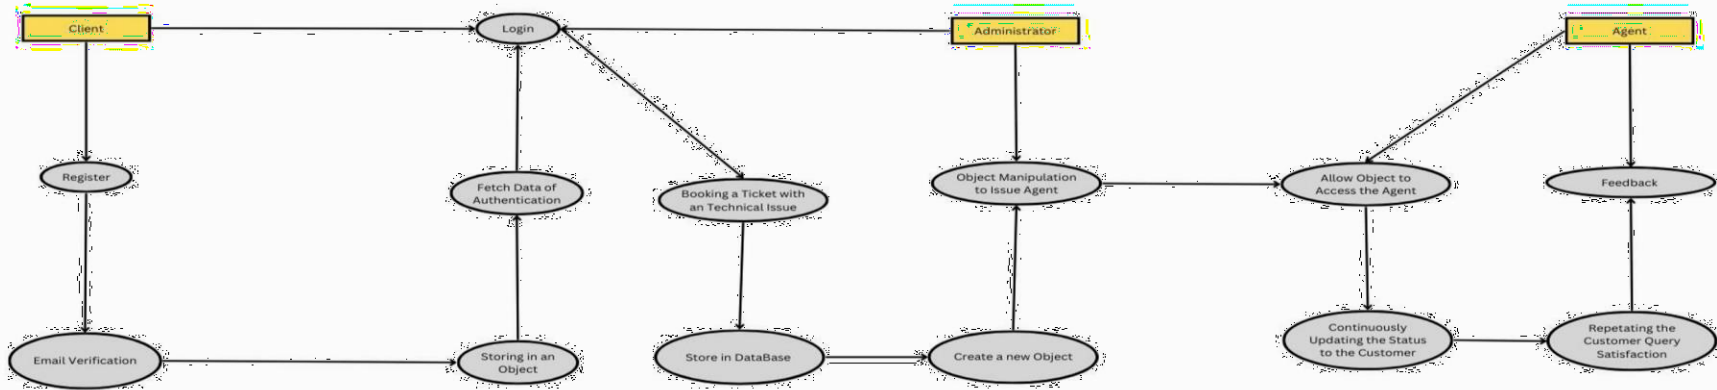 Client
Login
Administrator
Agent
Register
Fetch Data of
Authentication
Booking a Ticket with
an Technical Issue
Object Manipulation
to Issue Agent
Allow Object to
Access the Agent
Feedback
Email Verification
Storing in an
Object
Store in DataBase
Create a new Object
Continuously
Updating the Status
to the Customer
Repetating the
Customer Query
Satisfaction